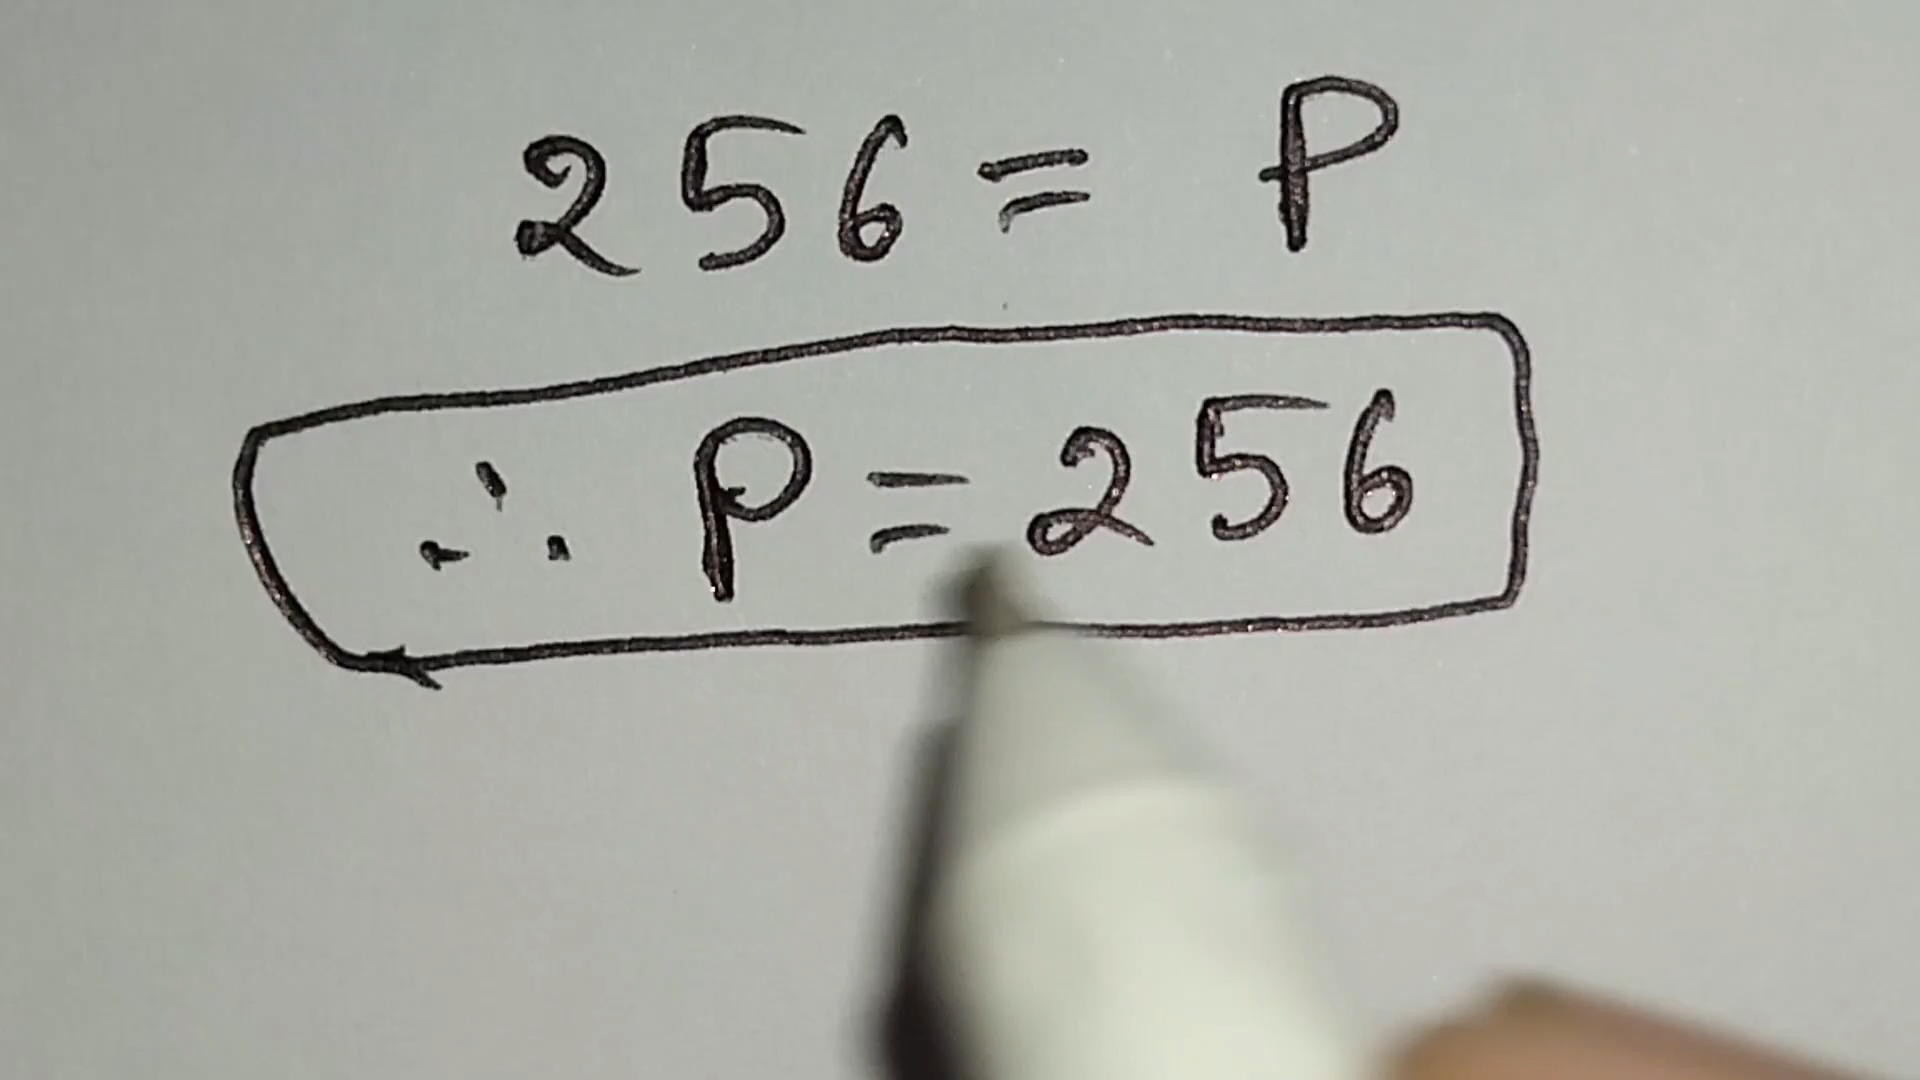 256 = P
∴ P = 256